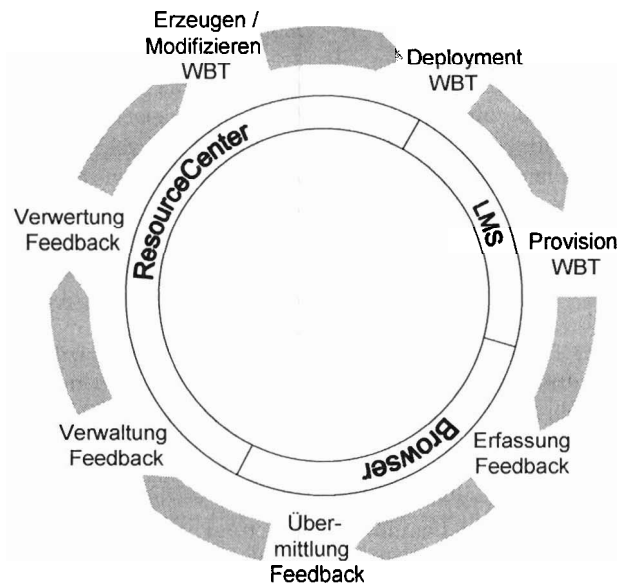 Erzeugen /
Modifizieren
WBT
Deployment
WBT
Provision
WBT
Erfassung
Feedback
Über-
mittlung
Feedback
Verwaltung
Feedback
Verwertung
Feedback
ResourceCenter
LMS
Browser